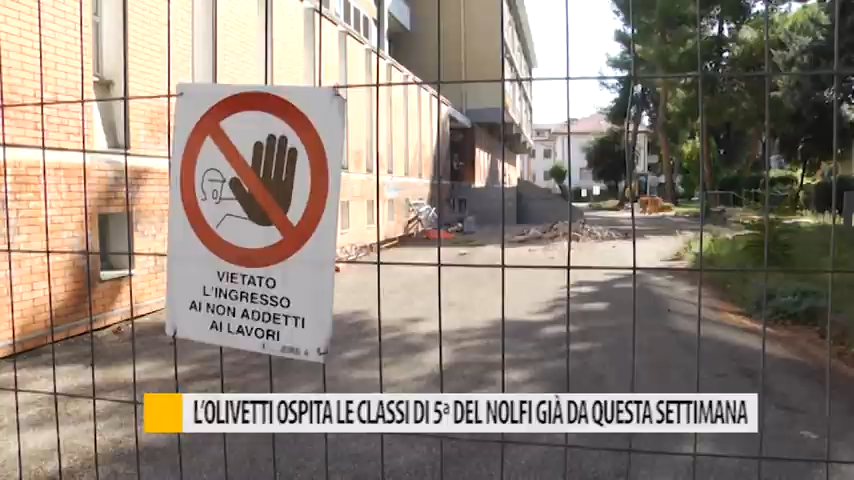 VIETATO
L'INGRESSO
AI NON ADDETTI
AI LAVORI
L'OLIVETTI OSPITA LE CLASSI DI 5ª DEL NOLFI GIÀ DA QUESTA SETTIMANA